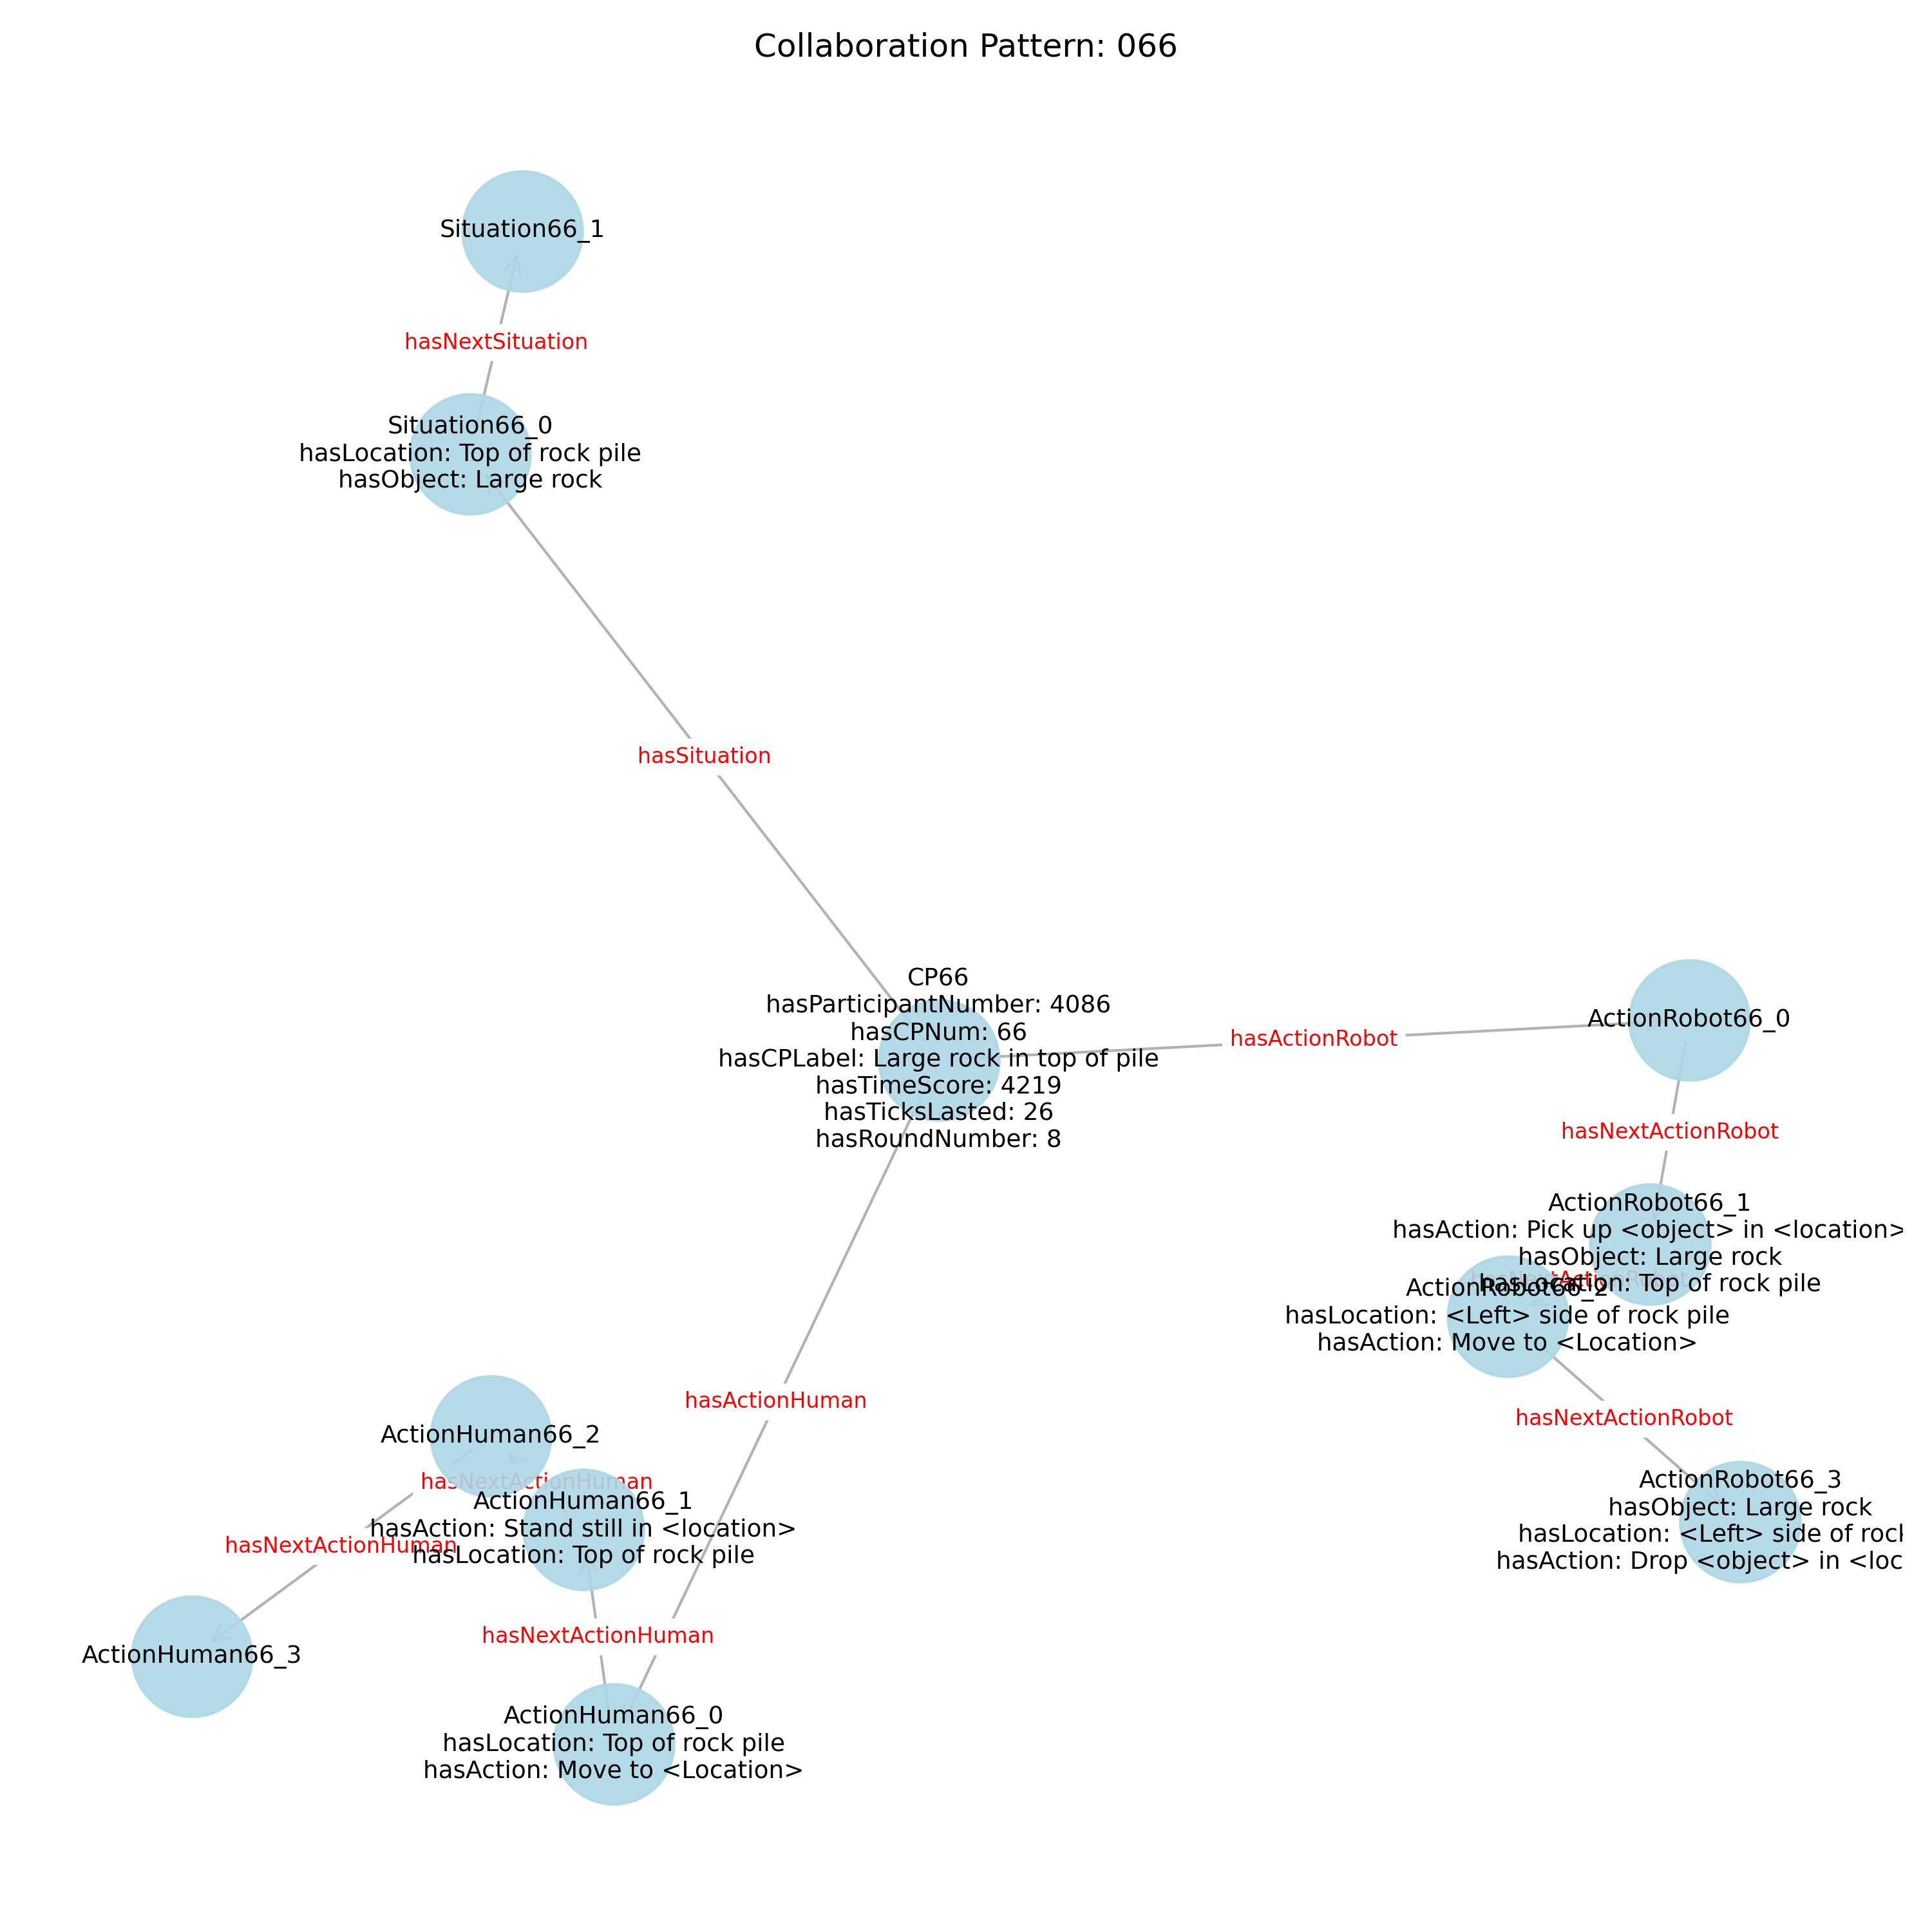 Collaboration Pattern: 066
Situation66_1
hasNextSituation
Situation66_0
hasLocation: Top of rock pile
hasObject: Large rock
hasSituation
CP66
hasParticipantNumber: 4086
hasCPNum: 66
hasCPLabel: Large rock in top of pile
hasTimeScore: 4219
hasTicksLasted: 26
hasRoundNumber: 8
hasActionRobot
ActionRobot66_0
hasNextActionRobot
ActionRobot66_1
hasAction: Pick up <object> in <location>
hasObject: Large rock
hasLocation: Top of rock pile
hasNextActionRobot
ActionRobot66_2
hasLocation: <Left> side of rock pile
hasAction: Move to <Location>
hasNextActionRobot
ActionRobot66_3
hasObject: Large rock
hasLocation: <Left> side of rock
hasAction: Drop <object> in <loc
hasActionHuman
ActionHuman66_2
hasNextActionHuman
ActionHuman66_1
hasAction: Stand still in <location>
hasLocation: Top of rock pile
hasNextActionHuman
ActionHuman66_3
hasNextActionHuman
ActionHuman66_0
hasLocation: Top of rock pile
hasAction: Move to <Location>